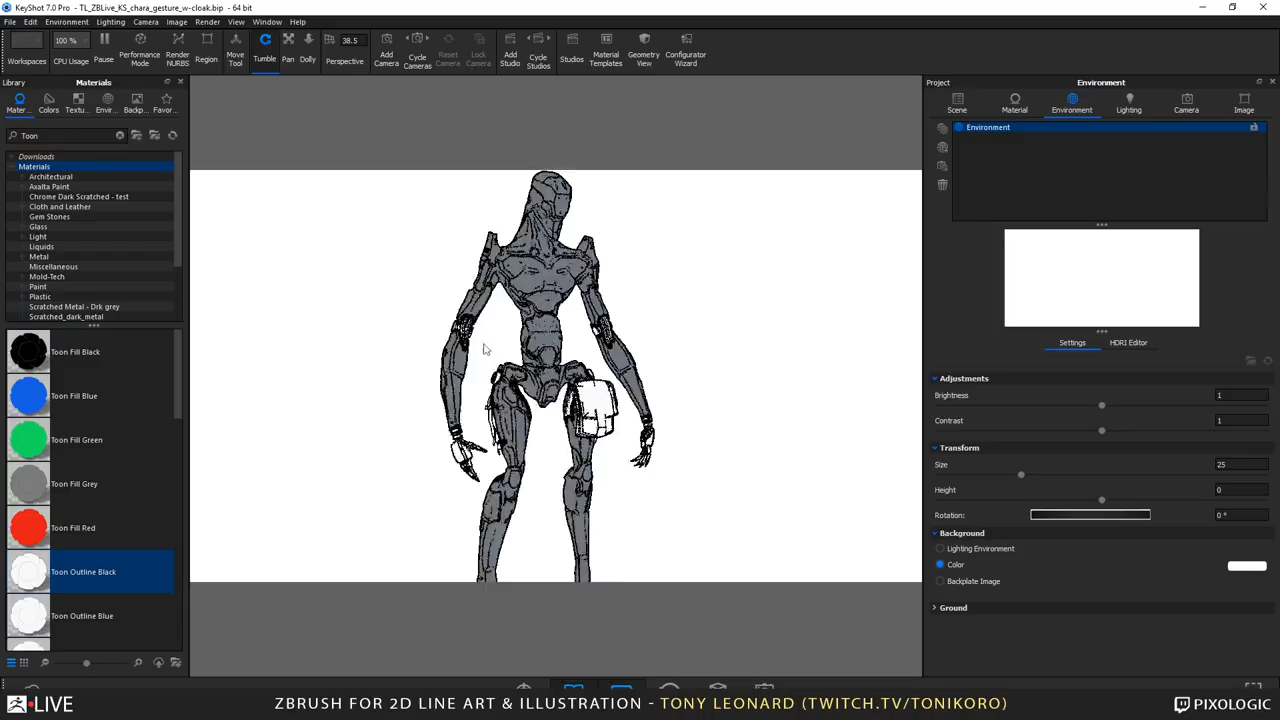 KeyShot 7.0 Pro - TL_ZBLive_KS_chara_gesture_w-cloak.bip - 64 bit
File Edit Environment Lighting Camera Image Render View Window Help
100 % 38.5
Workspaces CPU Usage Pause Performance Mode Render NURBS Region Move Tool Tumble Pan Dolly Perspective Add Camera Cycle Cameras Reset Camera Lock Camera Add Studio Cycle Studios Studios Material Templates Geometry View Configurator Wizard
Library Materials
Mater... Colors Textu... Envir... Backp... Favor...
Toon
Downloads
Materials
Architectural
Axalta Paint
Chrome Dark Scratched - test
Cloth and Leather
Gem Stones
Glass
Light
Liquids
Metal
Miscellaneous
Mold-Tech
Paint
Plastic
Scratched Metal - Drk grey
Scratched_dark_metal
Toon Fill Black
Toon Fill Blue
Toon Fill Green
Toon Fill Grey
Toon Fill Red
Toon Outline Black
Toon Outline Blue
Project Environment
Scene Material Environment Lighting Camera Image
Environment
Settings HDRI Editor
Adjustments
Brightness 1
Contrast 1
Transform
Size 25
Height 0
Rotation: 0 °
Background
Lighting Environment
Color
Backplate Image
Ground
LIVE ZBRUSH FOR 2D LINE ART & ILLUSTRATION - TONY LEONARD (TWITCH.TV/TONIKORO) PIXOLOGIC